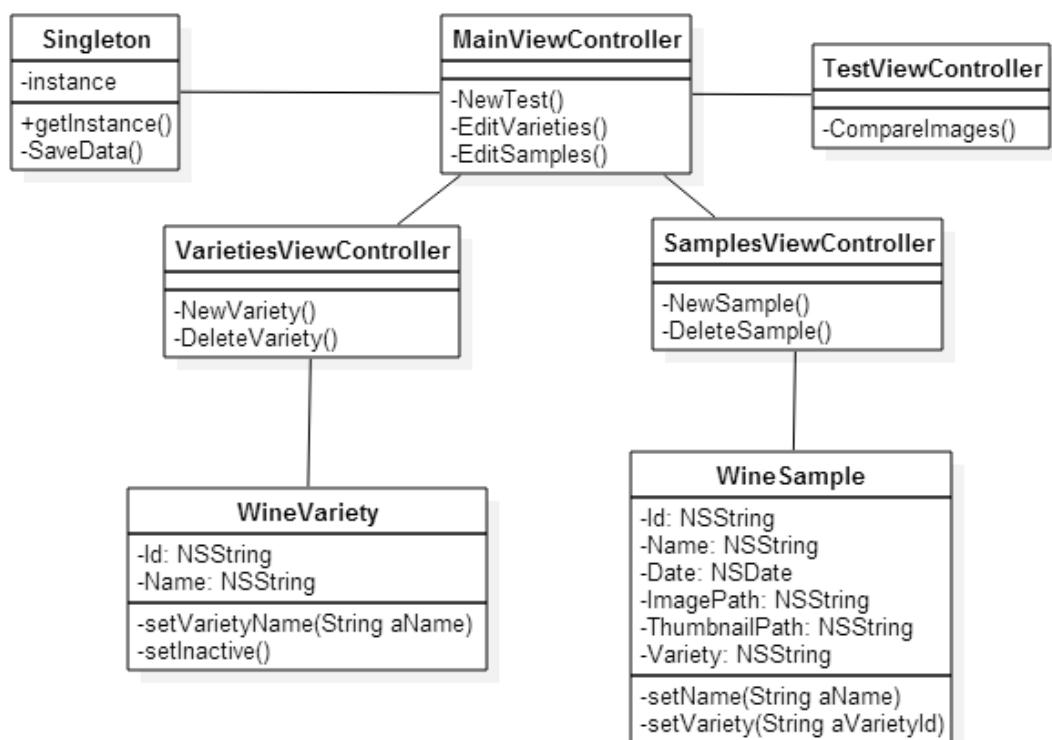 Singleton
-instance
+getInstance()
-SaveData()
MainViewController
-NewTest()
-EditVarieties()
-EditSamples()
TestViewController
-CompareImages()
VarietiesViewController
-NewVariety()
-DeleteVariety()
SamplesViewController
-NewSample()
-DeleteSample()
WineVariety
-Id: NSString
-Name: NSString
-setVarietyName(String aName)
-setInactive()
WineSample
-Id: NSString
-Name: NSString
-Date: NSDate
-ImagePath: NSString
-ThumbnailPath: NSString
-Variety: NSString
-setName(String aName)
-setVariety(String aVarietyId)